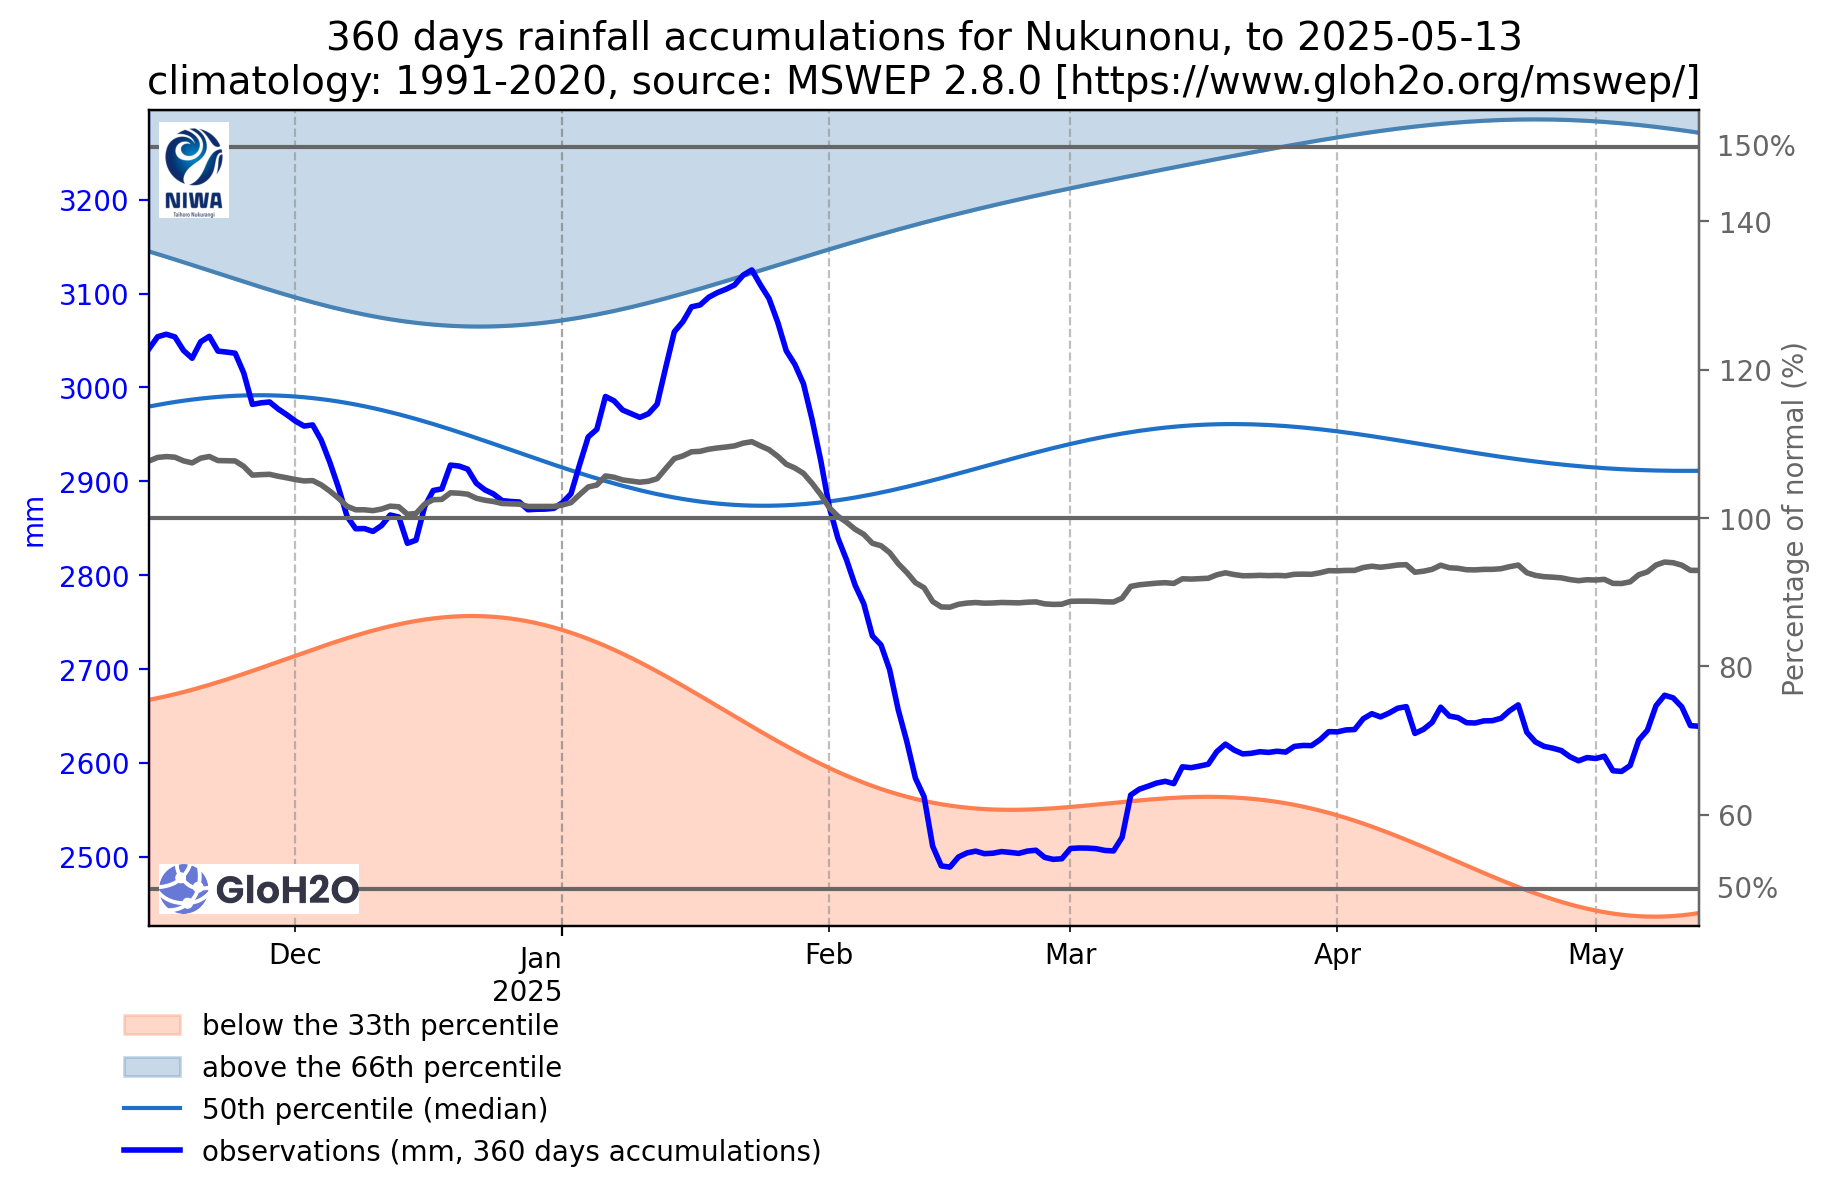 360 days rainfall accumulations for Nukunonu, to 2025-05-13
climatology: 1991-2020, source: MSWEP 2.8.0 [https://www.gloh2o.org/mswep/]
NIWA
Taihoro Nukurangi
mm
3200
3100
3000
2900
2800
2700
2600
2500
150%
140
120
100
80
60
50%
Percentage of normal (%)
GloH2O
Dec
Jan
2025
Feb
Mar
Apr
May
below the 33th percentile
above the 66th percentile
50th percentile (median)
observations (mm, 360 days accumulations)